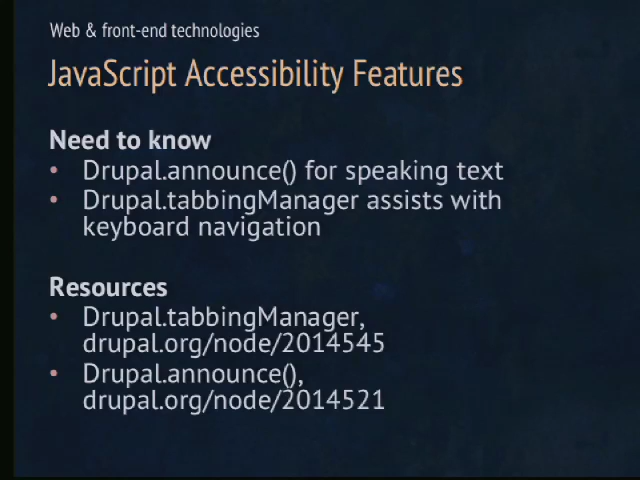 Web & front-end technologies
JavaScript Accessibility Features
Need to know
• Drupal.announce() for speaking text
• Drupal.tabbingManager assists with
keyboard navigation
Resources
• Drupal.tabbingManager,
drupal.org/node/2014545
• Drupal.announce(),
drupal.org/node/2014521